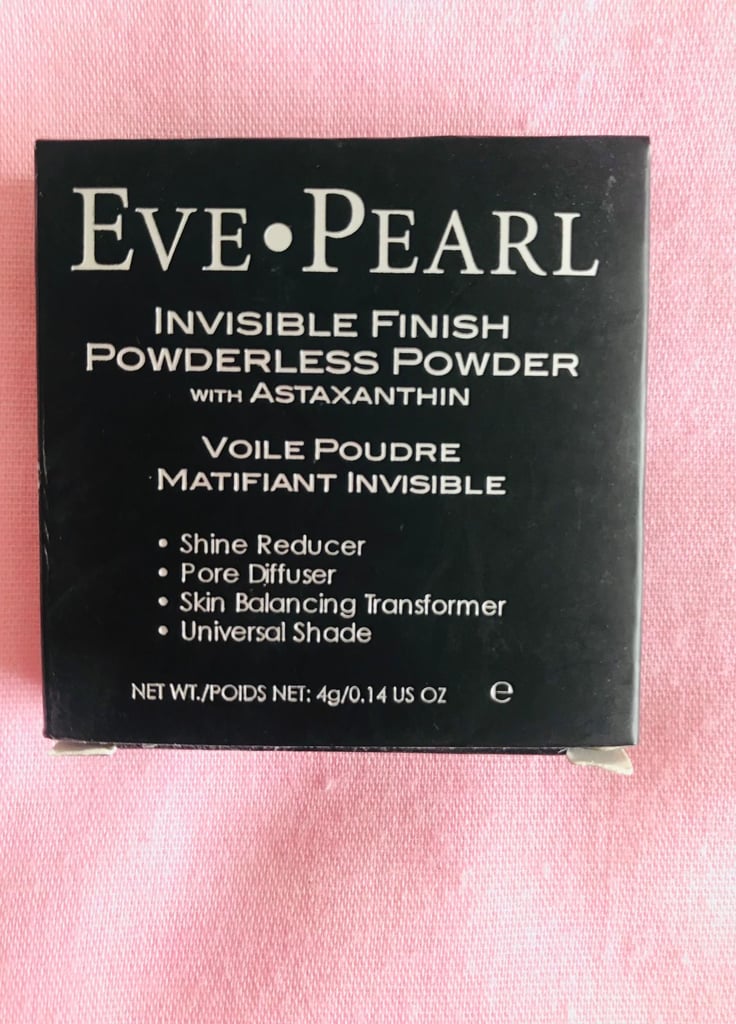 EVE•PEARL
INVISIBLE FINISH
POWDERLESS POWDER
WITH ASTAXANTHIN
VOILE POUDRE
MATIFIANT INVISIBLE
• Shine Reducer
• Pore Diffuser
• Skin Balancing Transformer
• Universal Shade
NET WT./POIDS NET: 4g/0.14 US OZ ℮